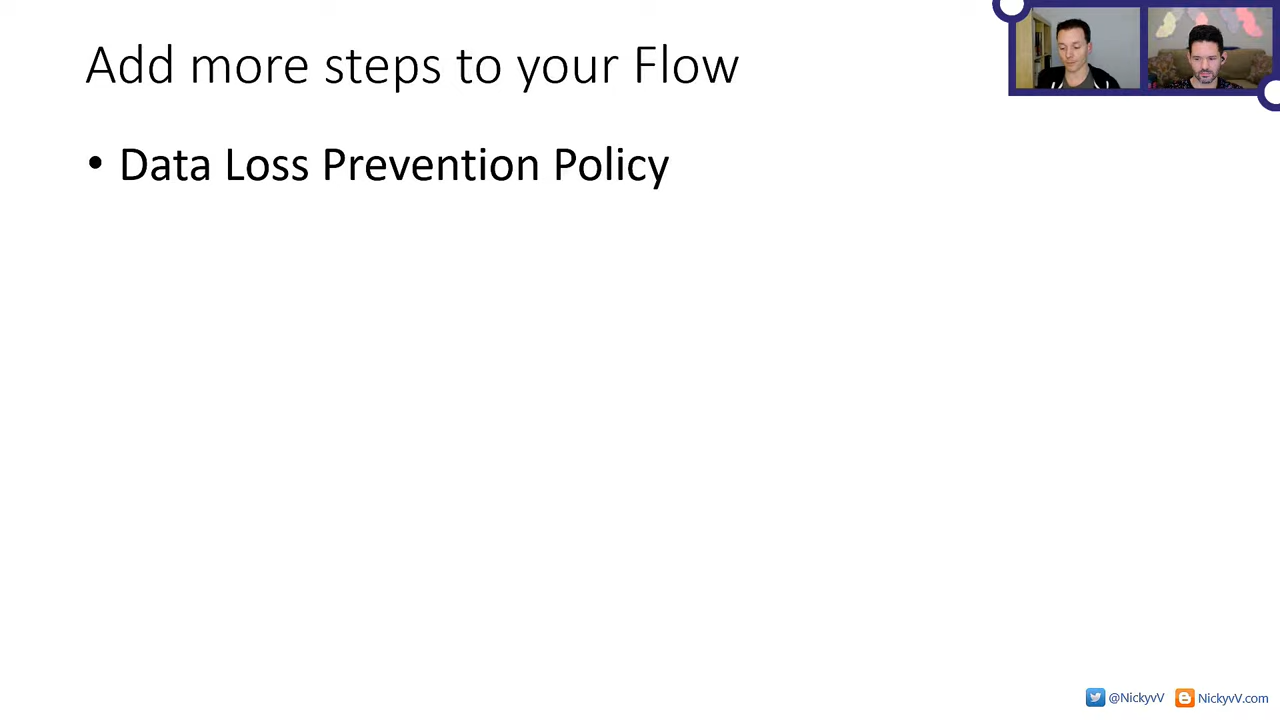 Add more steps to your Flow
• Data Loss Prevention Policy
@NickyvV NickyvV.com